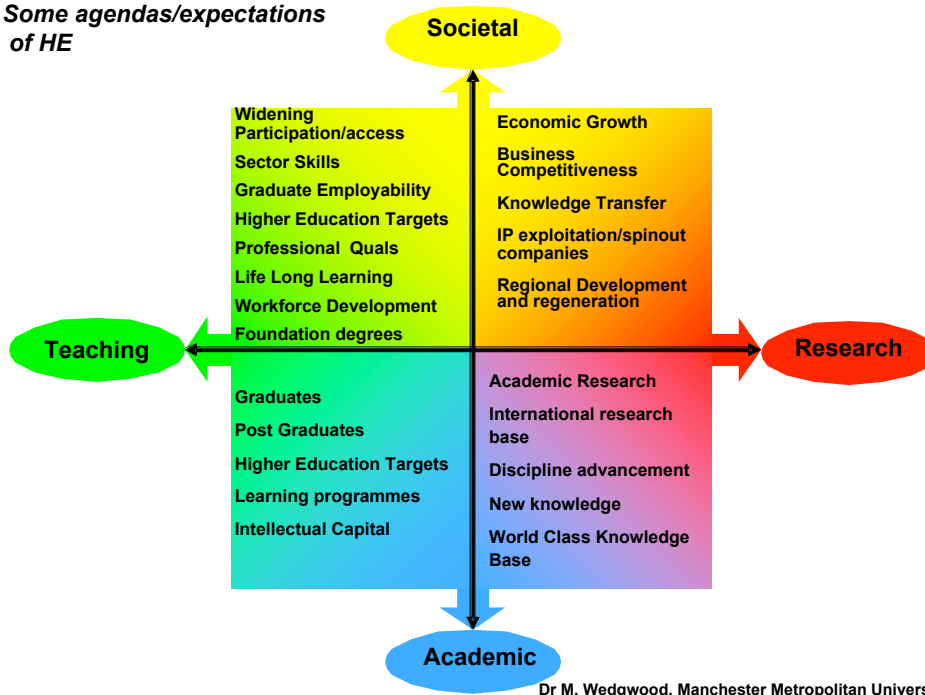 Some agendas/expectations
of HE
Societal
Widening
Participation/access
Sector Skills
Graduate Employability
Higher Education Targets
Professional Quals
Life Long Learning
Workforce Development
Foundation degrees
Economic Growth
Business
Competitiveness
Knowledge Transfer
IP exploitation/spinout
companies
Regional Development
and regeneration
Teaching
Research
Graduates
Post Graduates
Higher Education Targets
Learning programmes
Intellectual Capital
Academic Research
International research
base
Discipline advancement
New knowledge
World Class Knowledge
Base
Academic
Dr M. Wedgwood, Manchester Metropolitan Univers